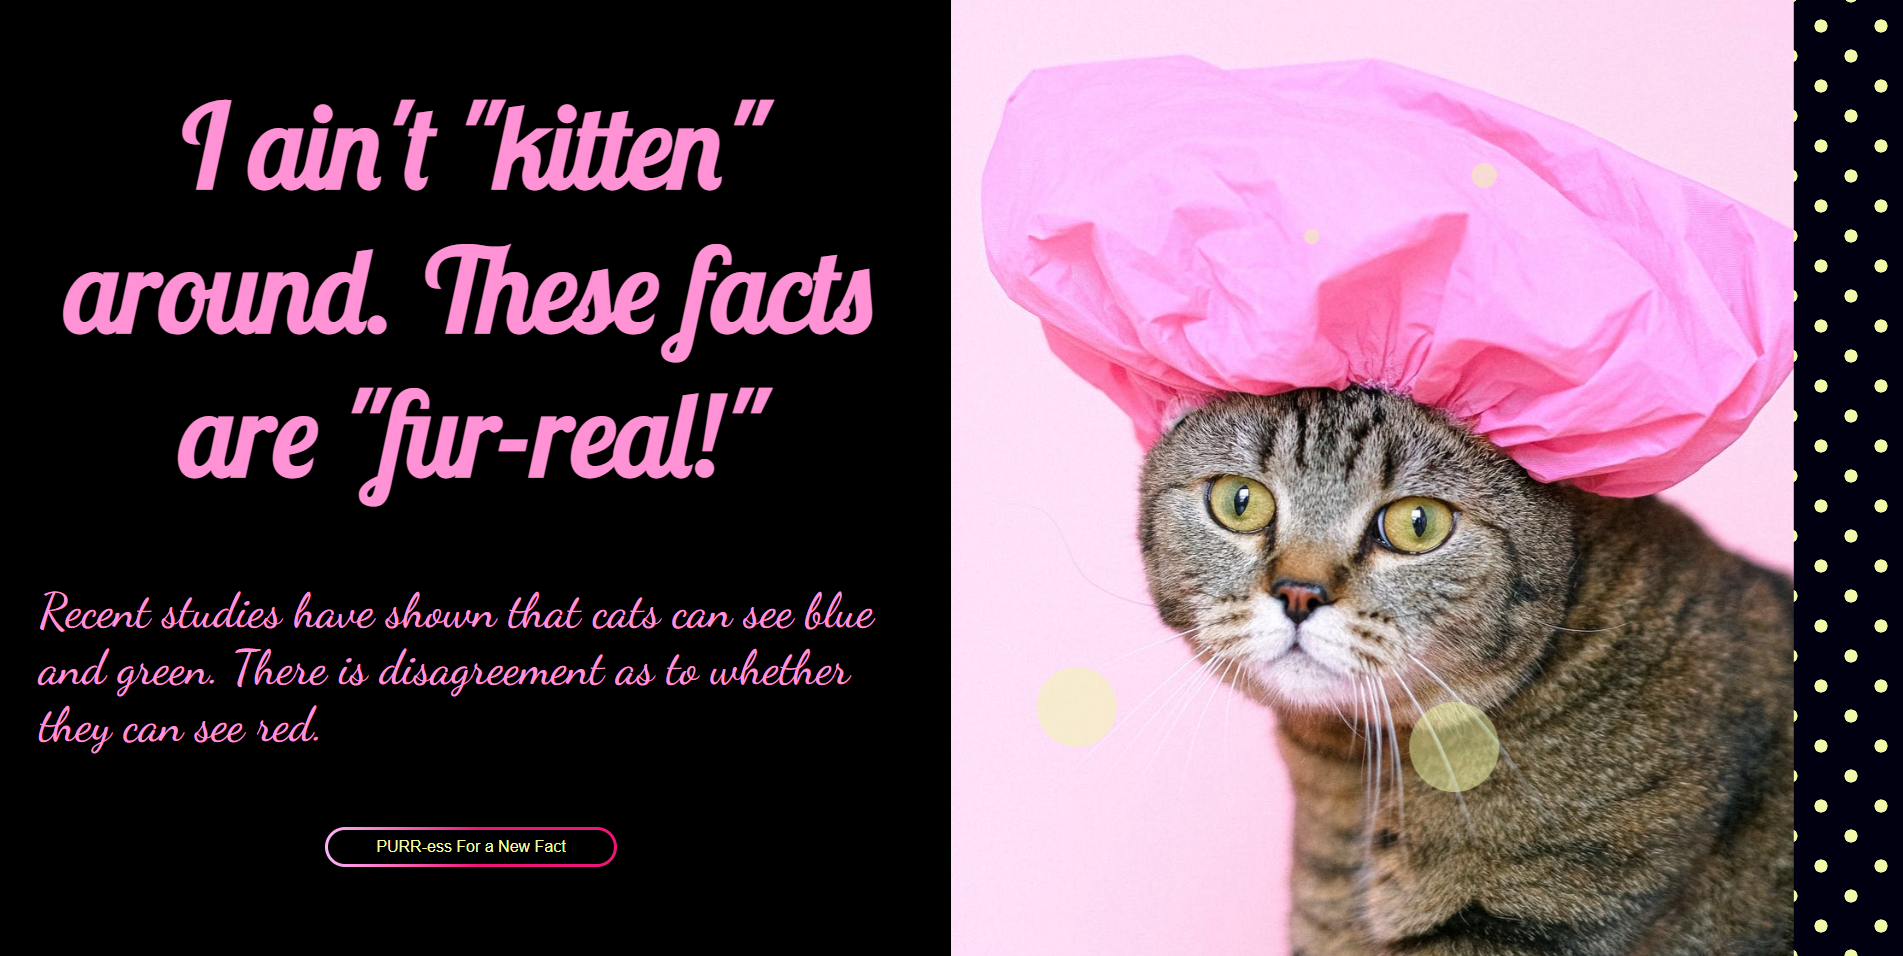 I ain't "kitten"
around. These facts
are "fur-real!"
Recent studies have shown that cats can see blue
and green. There is disagreement as to whether
they can see red.
PURR-ess For a New Fact